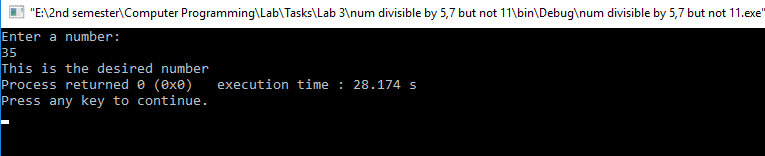 "E:\2nd semester\Computer Programming\Lab\Tasks\Lab 3\num divisible by 5,7 but not 11\bin\Debug\num divisible by 5,7 but not 11.exe"
Enter a number:
35
This is the desired number
Process returned 0 (0x0)   execution time : 28.174 s
Press any key to continue.